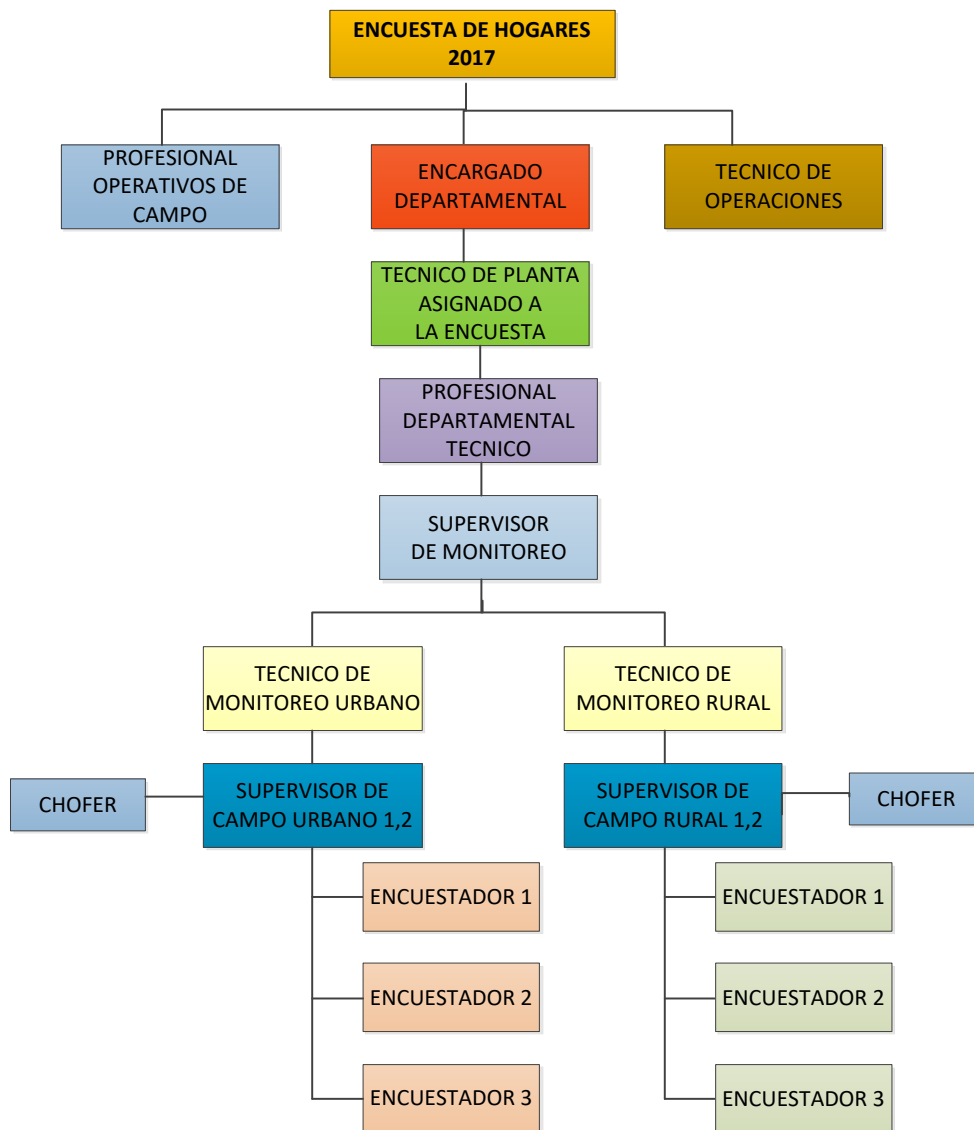 ENCUESTA DE HOGARES
2017
PROFESIONAL
OPERATIVOS DE
CAMPO
ENCARGADO
DEPARTAMENTAL
TECNICO DE
OPERACIONES
TECNICO DE PLANTA
ASIGNADO A
LA ENCUESTA
PROFESIONAL
DEPARTAMENTAL
TECNICO
SUPERVISOR
DE MONITOREO
TECNICO DE
MONITOREO URBANO
TECNICO DE
MONITOREO RURAL
CHOFER
SUPERVISOR DE
CAMPO URBANO 1,2
SUPERVISOR DE
CAMPO RURAL 1,2
CHOFER
ENCUESTADOR 1
ENCUESTADOR 1
ENCUESTADOR 2
ENCUESTADOR 2
ENCUESTADOR 3
ENCUESTADOR 3